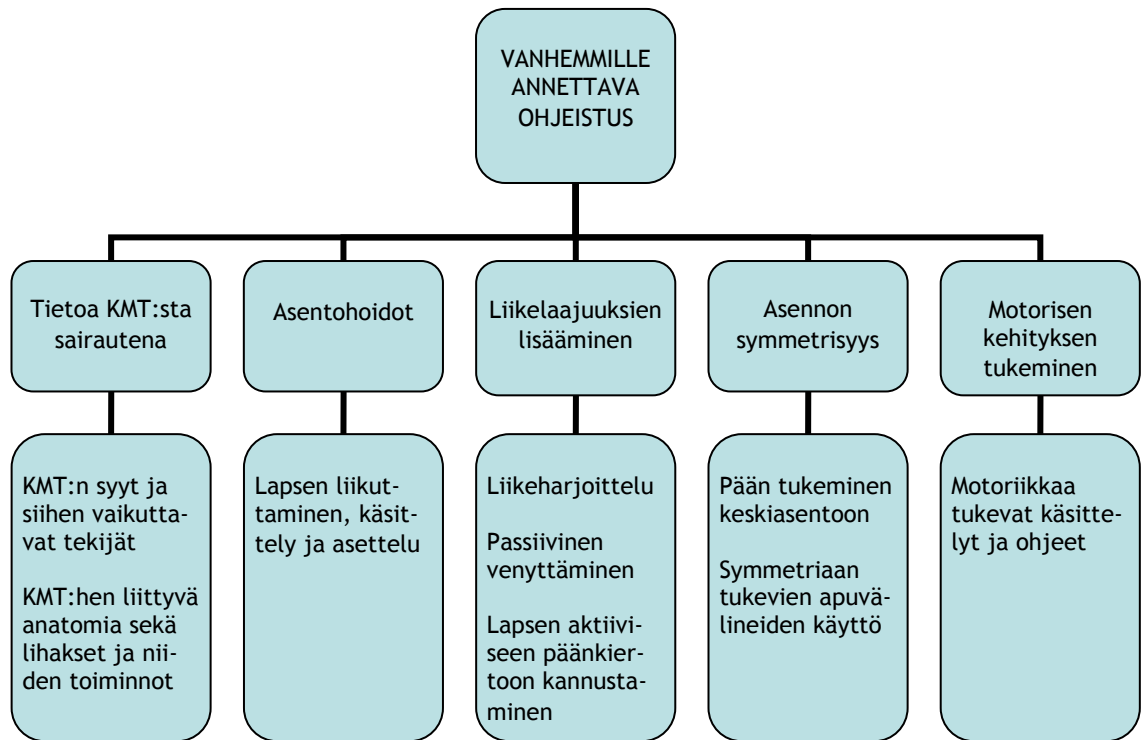 VANHEMMILLE
ANNETTAVA
OHJEISTUS
Tietoa KMT:sta
sairautena
Asentohoidot
Liikelaajuuksien
lisääminen
Asennon
symmetrisyys
Motorisen
kehityksen
tukeminen
KMT:n syyt ja
siihen vaikutta-
vat tekijät
KMT:hen liittyvä
anatomia sekä
lihakset ja nii-
den toiminnot
Lapsen liikut-
taminen, käsit-
tely ja asettelu
Liikeharjoittelu
Passiivinen
venyttäminen
Lapsen aktiivi-
seen päänkier-
toon kannusta-
minen
Pään tukeminen
keskiasentoon
Symmetriaan
tukevien apuvä-
lineiden käyttö
Motoriikkaa
tukevat käsitte-
lyt ja ohjeet